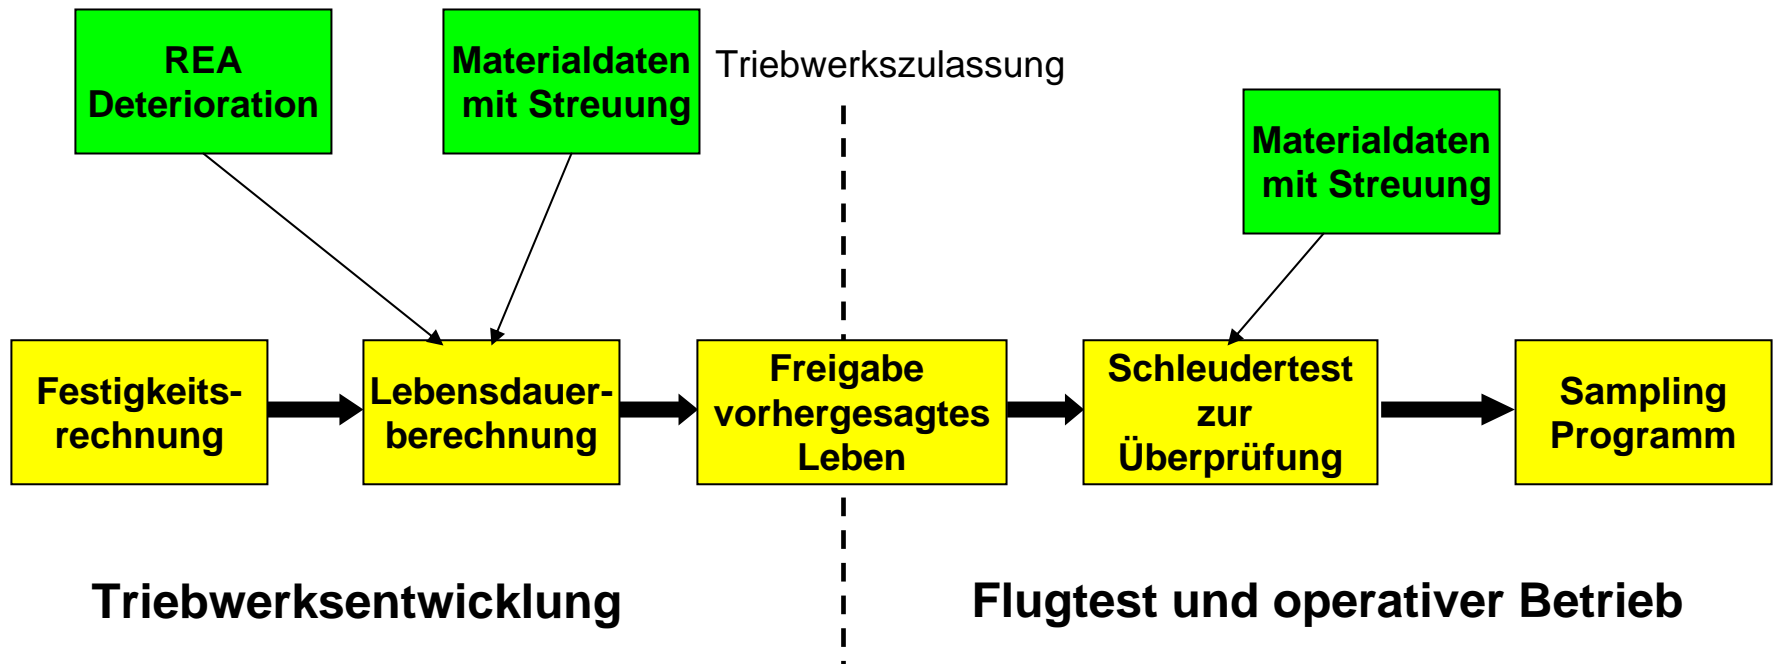 REA
Deterioration
Materialdaten
mit Streuung
Triebwerkszulassung
Materialdaten
mit Streuung
Festigkeits-
rechnung
Lebensdauer-
berechnung
Freigabe
vorhergesagtes
Leben
Schleudertest
zur
Überprüfung
Sampling
Programm
Triebwerksentwicklung
Flugtest und operativer Betrieb